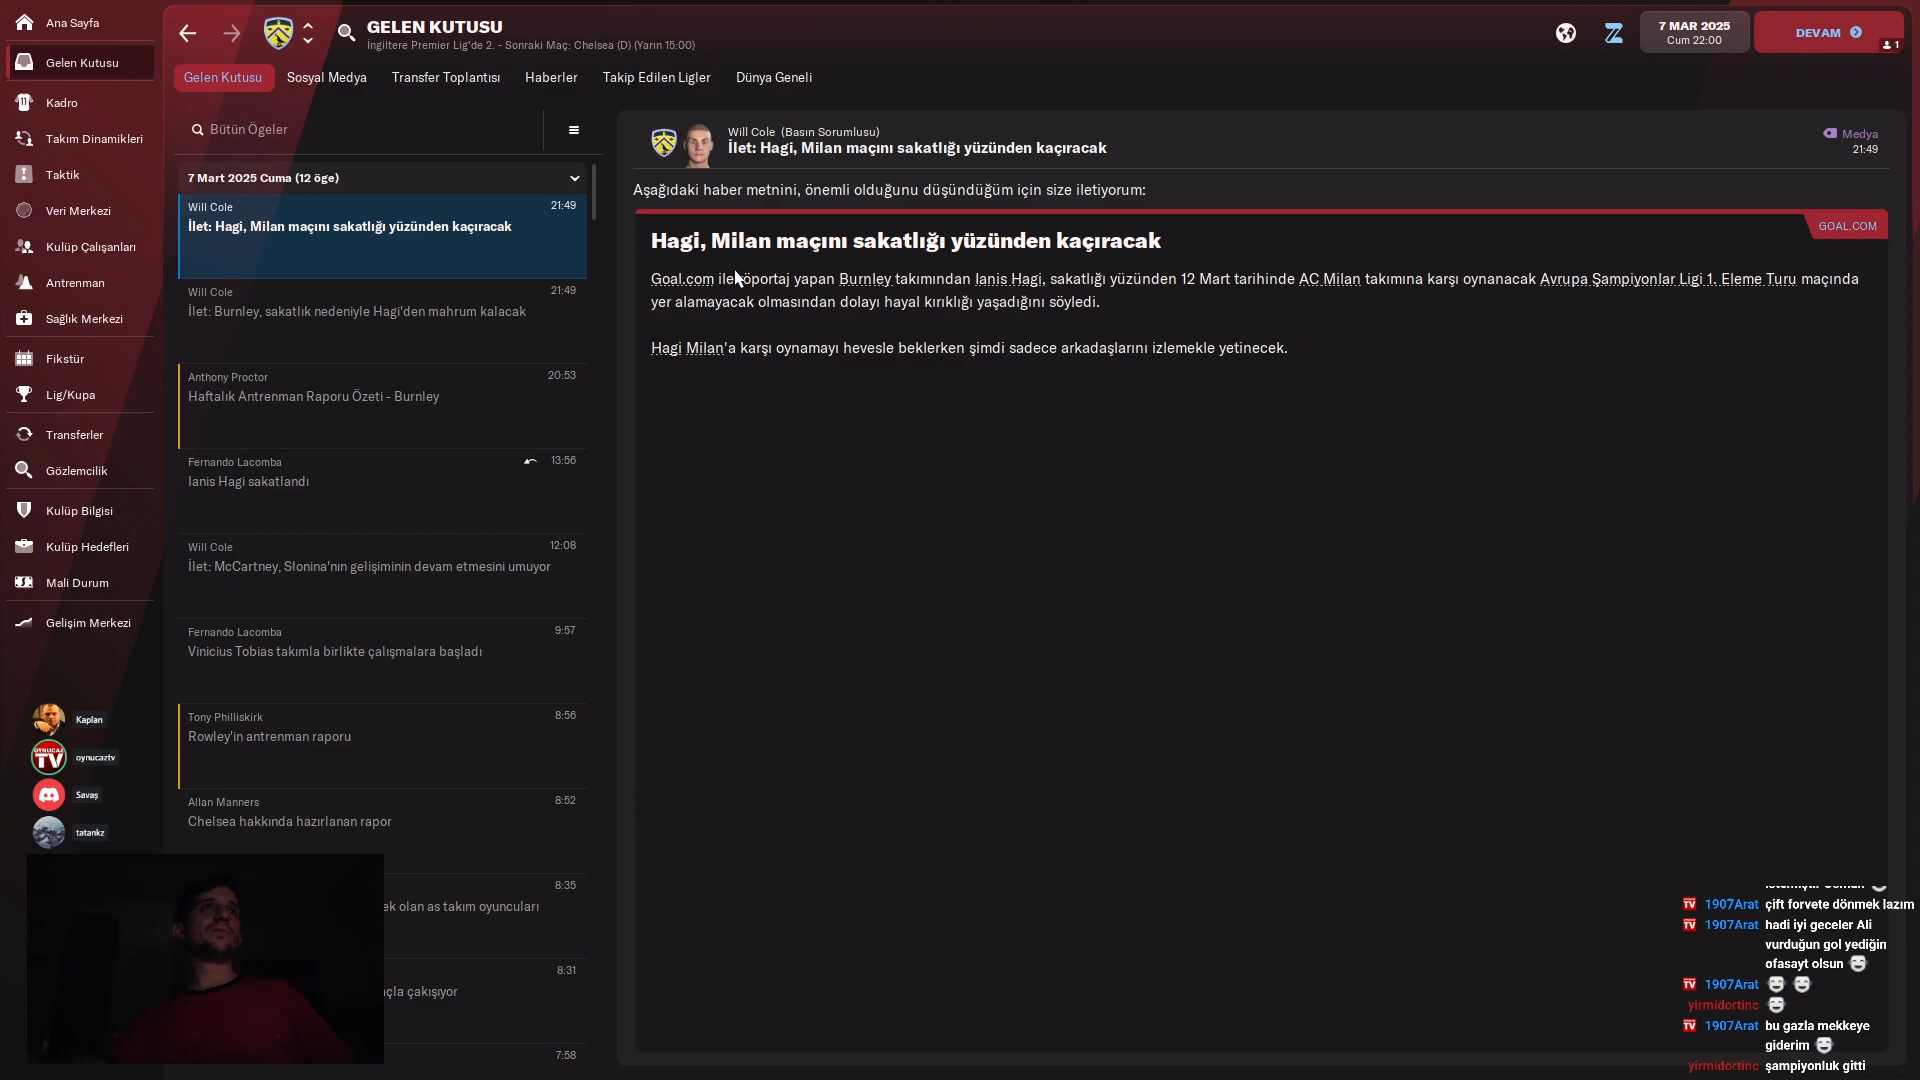 Ana Sayfa
Gelen Kutusu
Kadro
Takım Dinamikleri
Taktik
Veri Merkezi
Kulüp Çalışanları
Antrenman
Sağlık Merkezi
Fikstür
Lig/Kupa
Transferler
Gözlemcilik
Kulüp Bilgisi
Kulüp Hedefleri
Mali Durum
Gelişim Merkezi
Kaplan
oynucaztv
Savaş
tatankz
GELEN KUTUSU
İngiltere Premier Lig'de 2. - Sonraki Maç: Chelsea (D) (Yarın 15:00)
7 MAR 2025
Cum 22:00
DEVAM
1
Gelen Kutusu
Sosyal Medya
Transfer Toplantısı
Haberler
Takip Edilen Ligler
Dünya Geneli
Bütün Ögeler
7 Mart 2025 Cuma (12 öge)
Will Cole 21:49
İlet: Hagi, Milan maçını sakatlığı yüzünden kaçıracak
Will Cole 21:49
İlet: Burnley, sakatlık nedeniyle Hagi'den mahrum kalacak
Anthony Proctor 20:53
Haftalık Antrenman Raporu Özeti - Burnley
Fernando Lacomba 13:56
Ianis Hagi sakatlandı
Will Cole 12:08
İlet: McCartney, Slonina'nın gelişiminin devam etmesini umuyor
Fernando Lacomba 9:57
Vinicius Tobias takımla birlikte çalışmalara başladı
Tony Philliskirk 8:56
Rowley'in antrenman raporu
Allan Manners 8:52
Chelsea hakkında hazırlanan rapor
8:35
ek olan as takım oyuncuları
8:31
açla çakışıyor
7:58
Will Cole (Basın Sorumlusu)
İlet: Hagi, Milan maçını sakatlığı yüzünden kaçıracak
Medya
21:49
Aşağıdaki haber metnini, önemli olduğunu düşündüğüm için size iletiyorum:
GOAL.COM
Hagi, Milan maçını sakatlığı yüzünden kaçıracak
Goal.com ile röportaj yapan Burnley takımından Ianis Hagi, sakatlığı yüzünden 12 Mart tarihinde AC Milan takımına karşı oynanacak Avrupa Şampiyonlar Ligi 1. Eleme Turu maçında
yer alamayacak olmasından dolayı hayal kırıklığı yaşadığını söyledi.
Hagi Milan'a karşı oynamayı hevesle beklerken şimdi sadece arkadaşlarını izlemekle yetinecek.
TV 1907Arat çift forvete dönmek lazım
TV 1907Arat hadi iyi geceler Ali
vurduğun gol yediğin
ofasayt olsun
TV 1907Arat
yirmidortinc
TV 1907Arat bu gazla mekkeye
giderim
yirmidortinc şampiyonluk gitti